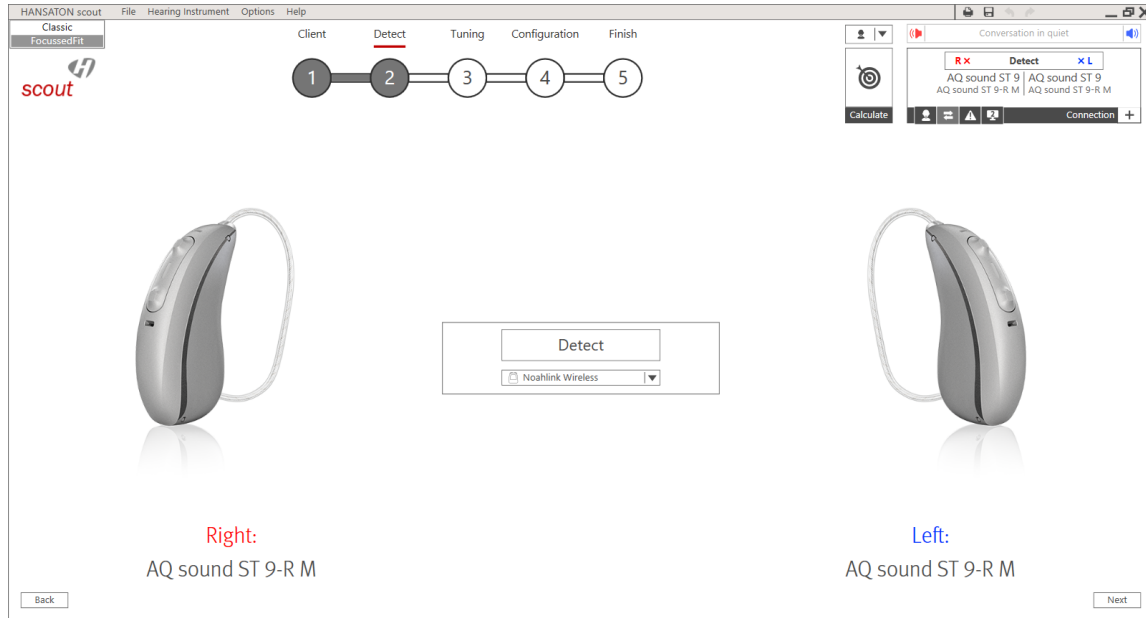 HANSATON scout File Hearing Instrument Options Help
Classic
FocussedFit
scout
Client Detect Tuning Configuration Finish
1 2 3 4 5
Calculate
Conversation in quiet
R × Detect × L
AQ sound ST 9 AQ sound ST 9
AQ sound ST 9-R M AQ sound ST 9-R M
Connection +
Detect
Noahlink Wireless
Right:
AQ sound ST 9-R M
Left:
AQ sound ST 9-R M
Back
Next